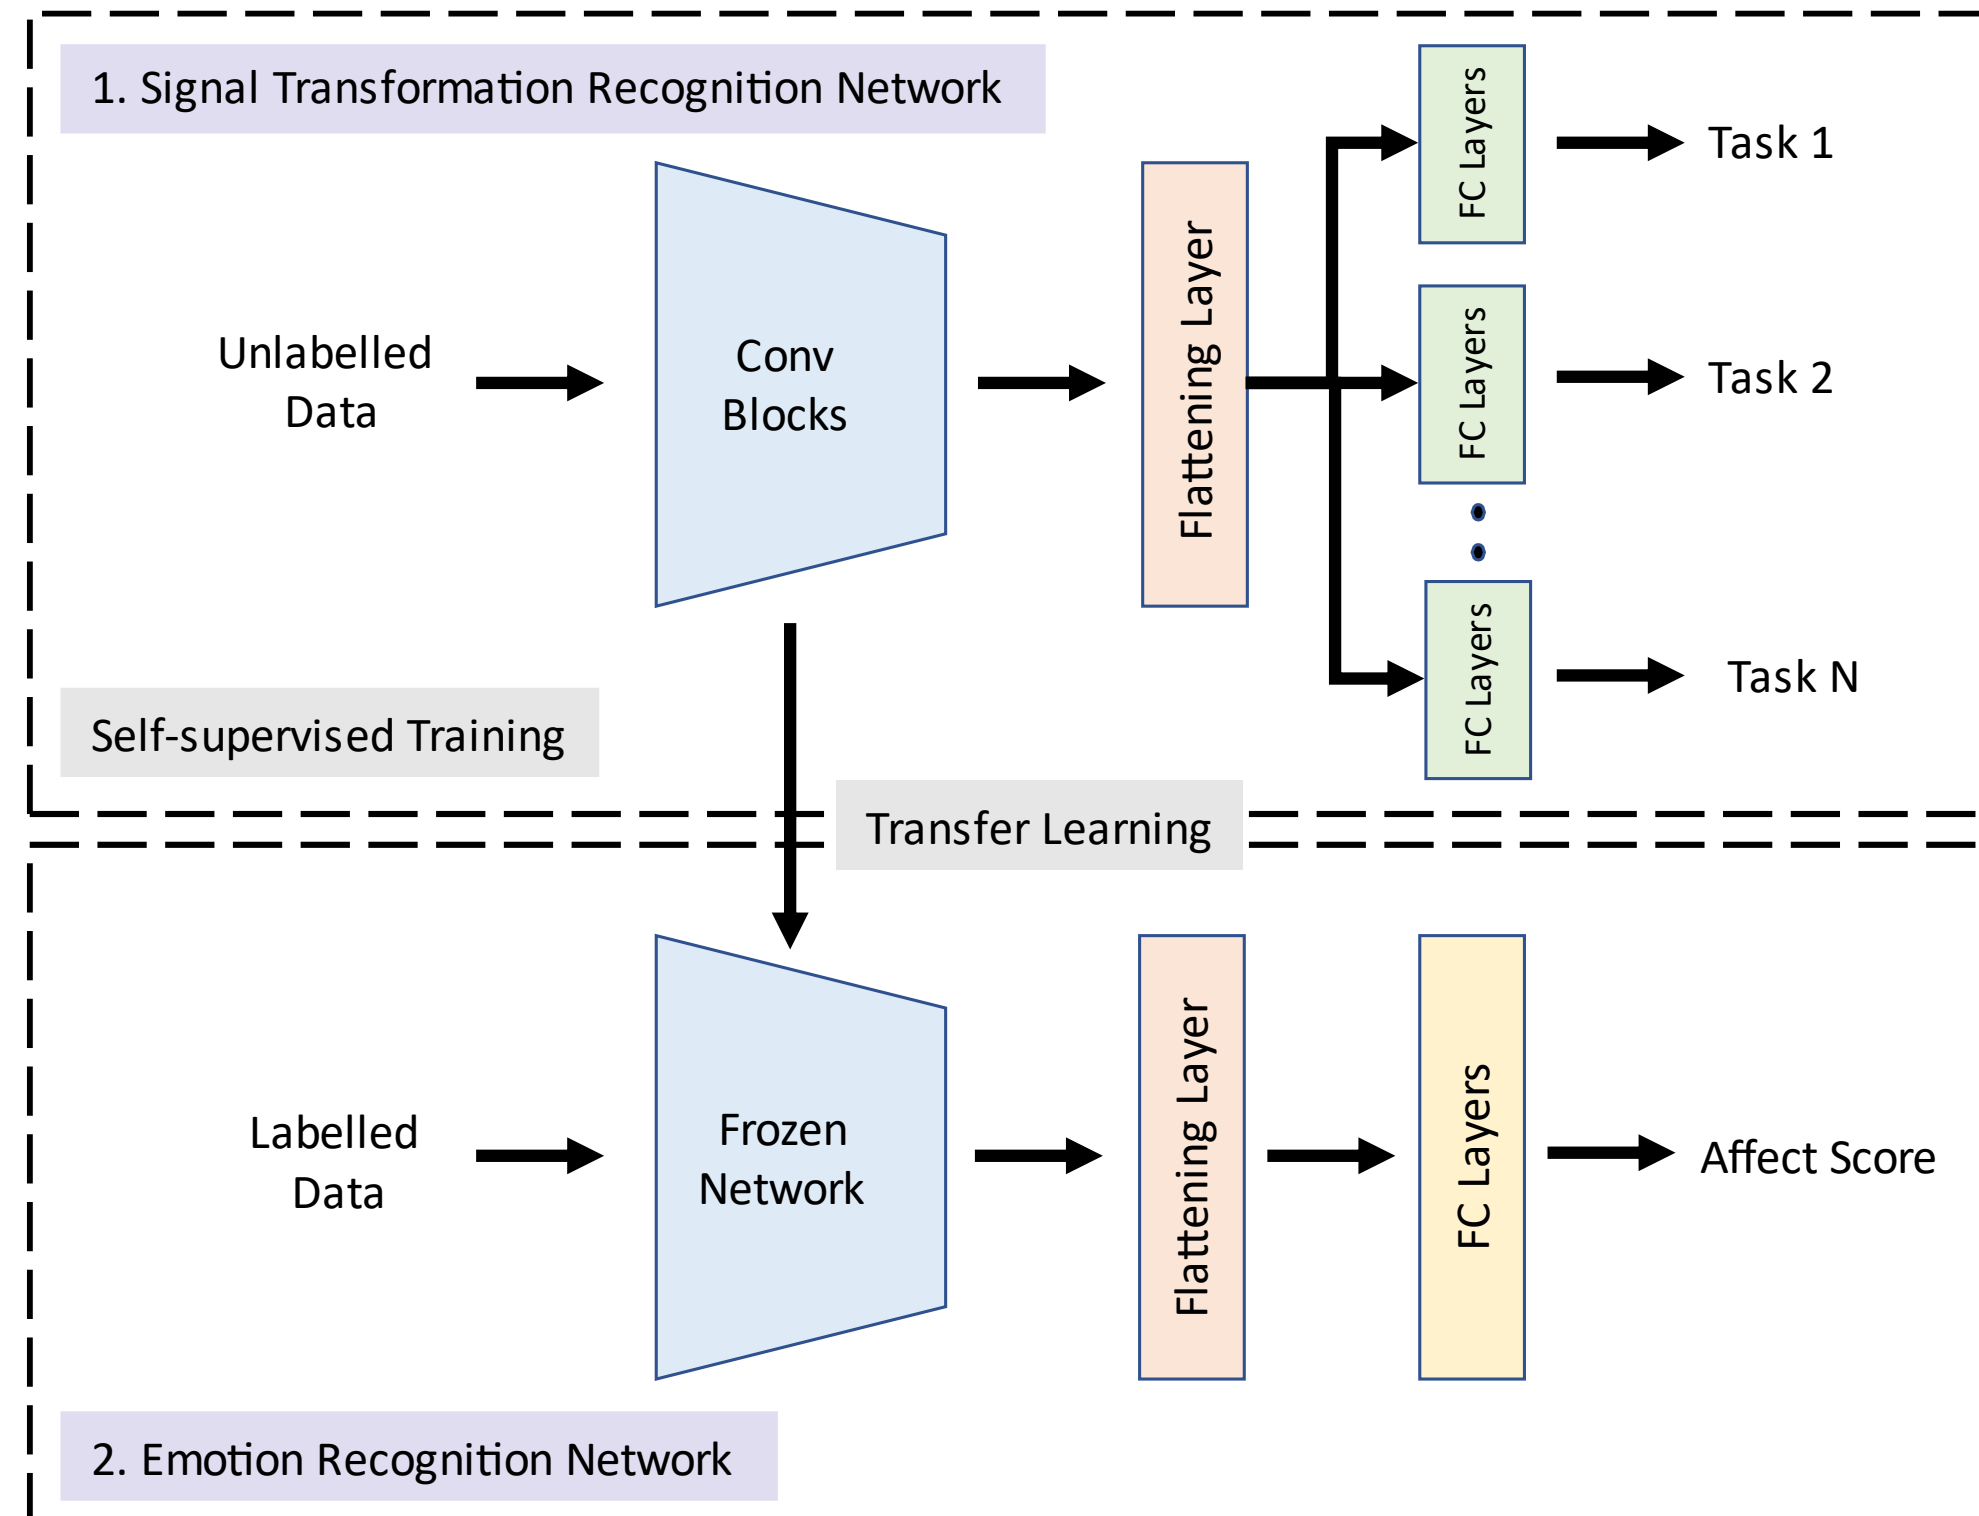 1. Signal Transformation Recognition Network
Unlabelled
Data
Conv
Blocks
Flattening Layer
FC Layers
Task 1
FC Layers
Task 2
FC Layers
Task N
Self-supervised Training
Transfer Learning
Labelled
Data
Frozen
Network
Flattening Layer
FC Layers
Affect Score
2. Emotion Recognition Network